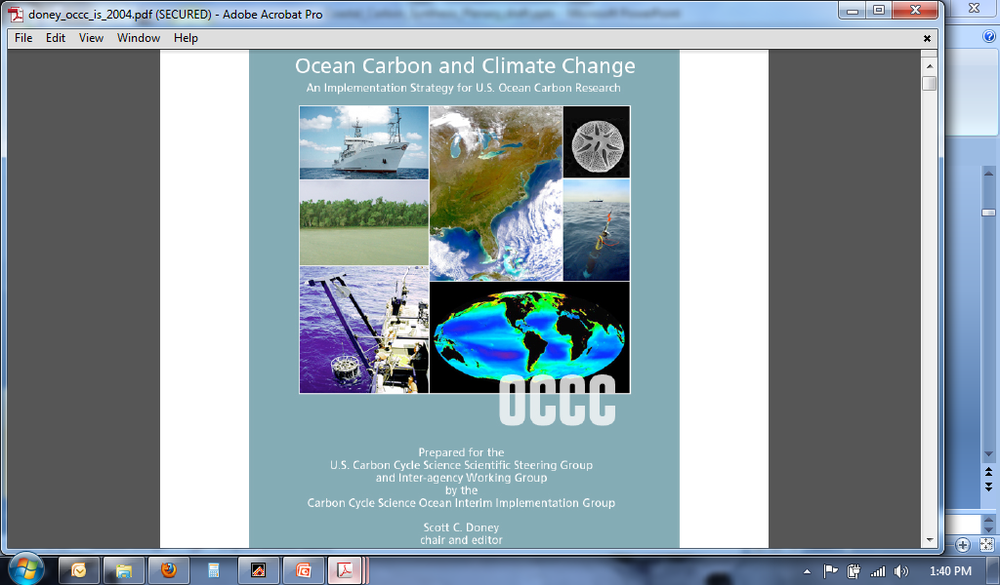 doney_occc_is_2004.pdf (SECURED) - Adobe Acrobat Pro
File Edit View Window Help
Ocean Carbon and Climate Change
An Implementation Strategy for U.S. Ocean Carbon Research
OCCC
Prepared for the
U.S. Carbon Cycle Science Scientific Steering Group
and Inter-agency Working Group
by the
Carbon Cycle Science Ocean Interim Implementation Group
Scott C. Doney
chair and editor
1:40 PM